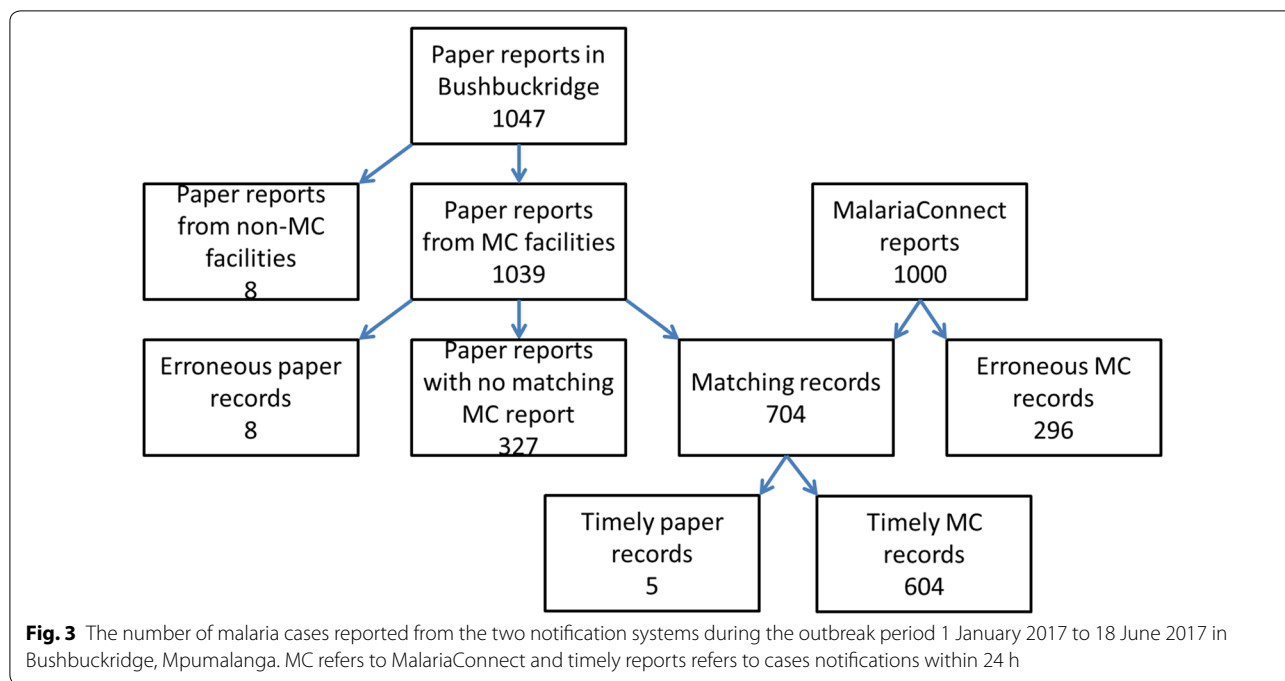 Paper reports in
Bushbuckridge
1047
Paper reports
from non-MC
facilities
8
Paper reports
from MC facilities
1039
MalariaConnect
reports
1000
Erroneous paper
records
8
Paper reports
with no matching
MC report
327
Matching records
704
Erroneous MC
records
296
Timely paper
records
5
Timely MC
records
604
Fig. 3 The number of malaria cases reported from the two notification systems during the outbreak period 1 January 2017 to 18 June 2017 in
Bushbuckridge, Mpumalanga. MC refers to MalariaConnect and timely reports refers to cases notifications within 24 h